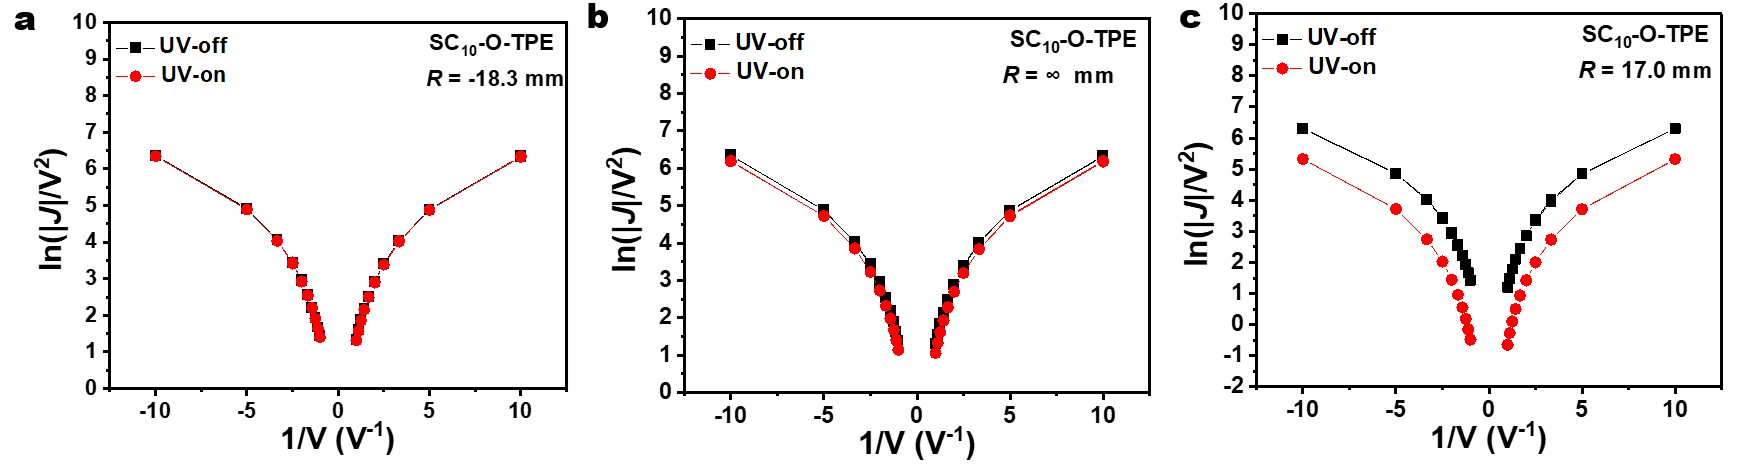 a
10
9
8
7
6
5
4
3
2
1
0
-10
-5
0
5
10
ln(|J|/V²)
1/V (V⁻¹)
UV-off
UV-on
SC₁₀-O-TPE
R = -18.3 mm
b
10
9
8
7
6
5
4
3
2
1
0
-10
-5
0
5
10
ln(|J|/V²)
1/V (V⁻¹)
UV-off
UV-on
SC₁₀-O-TPE
R = ∞ mm
c
10
9
8
7
6
5
4
3
2
1
0
-1
-2
-10
-5
0
5
10
ln(|J|/V²)
1/V (V⁻¹)
UV-off
UV-on
SC₁₀-O-TPE
R = 17.0 mm